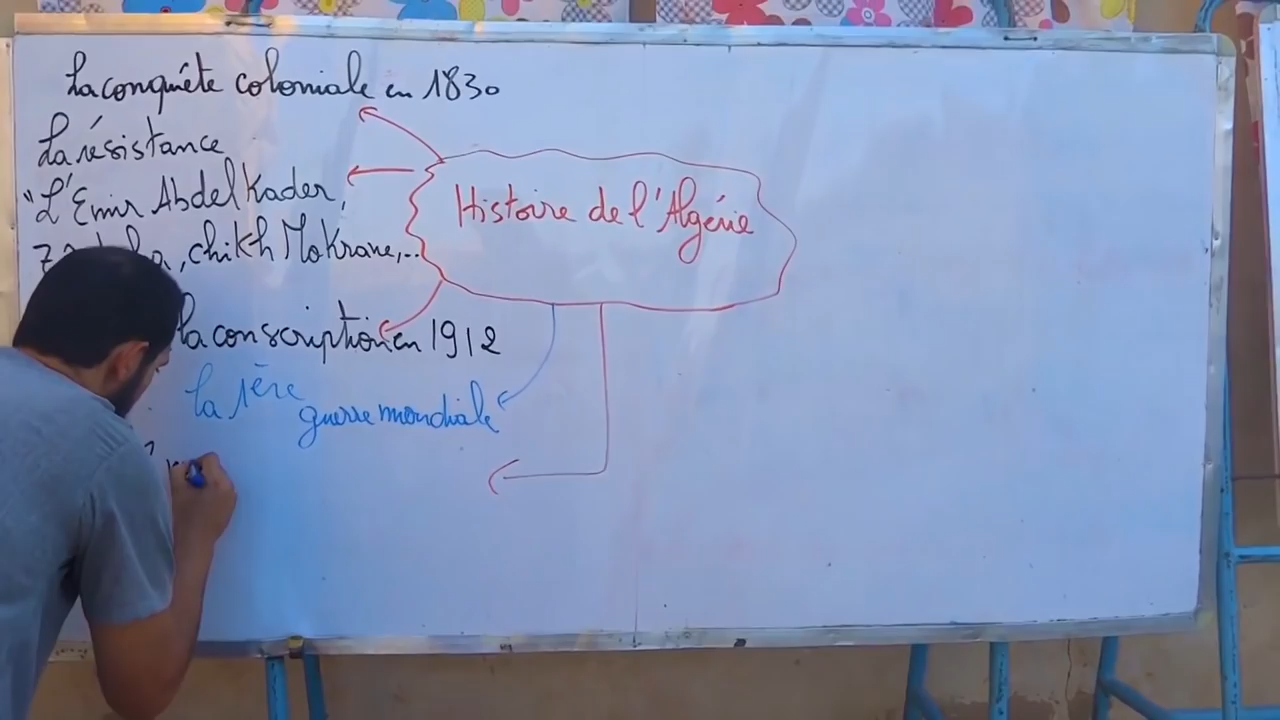 La conquête coloniale en 1830
La résistance
"L'Emir Abdelkader,
, chikh Mokrane,..
Histoire de l'Algérie
la conscription en 1912
la 1ère
guerre mondiale